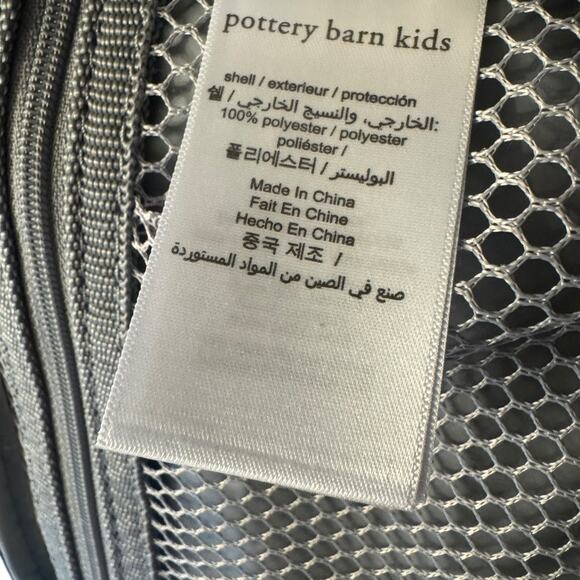 pottery barn kids
shell / exterieur / protección
쉘 / الخارجي، والنسيج الخارجي:
100% polyester / polyester
poliéster /
폴리에스터 / البوليستر
Made In China
Fait En Chine
Hecho En China
중국 제조 /
صنع في الصين من المواد المستوردة